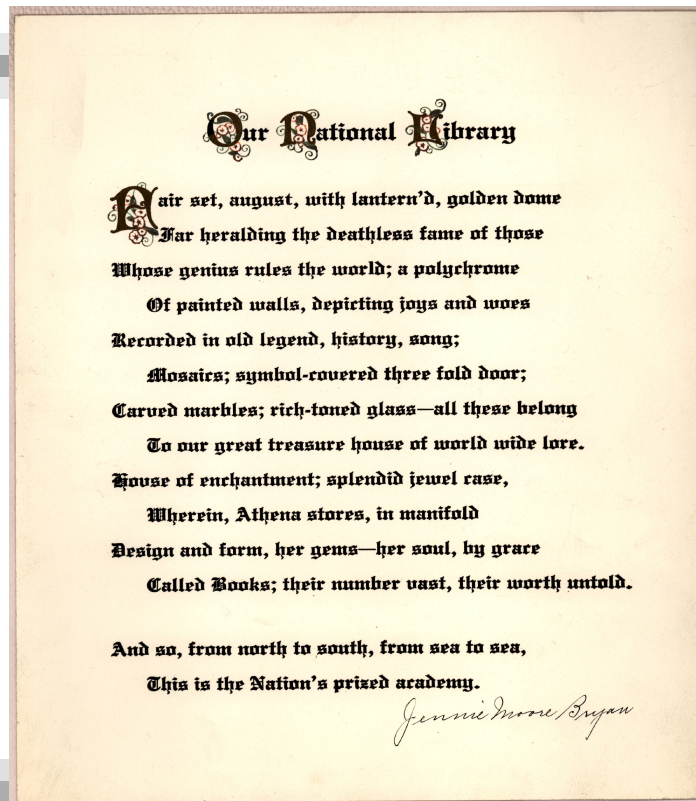 Our National Library
Fair set, august, with lantern'd, golden dome
Far heralding the deathless fame of those
Whose genius rules the world; a polychrome
Of painted walls, depicting joys and woes
Recorded in old legend, history, song;
Mosaics; symbol-covered three fold door;
Carved marbles; rich-toned glass—all these belong
To our great treasure house of world wide lore.
House of enchantment; splendid jewel case,
Wherein, Athena stores, in manifold
Design and form, her gems—her soul, by grace
Called Books; their number vast, their worth untold.
And so, from north to south, from sea to sea,
This is the Nation's prized academy.
Jennie Moore Bryan